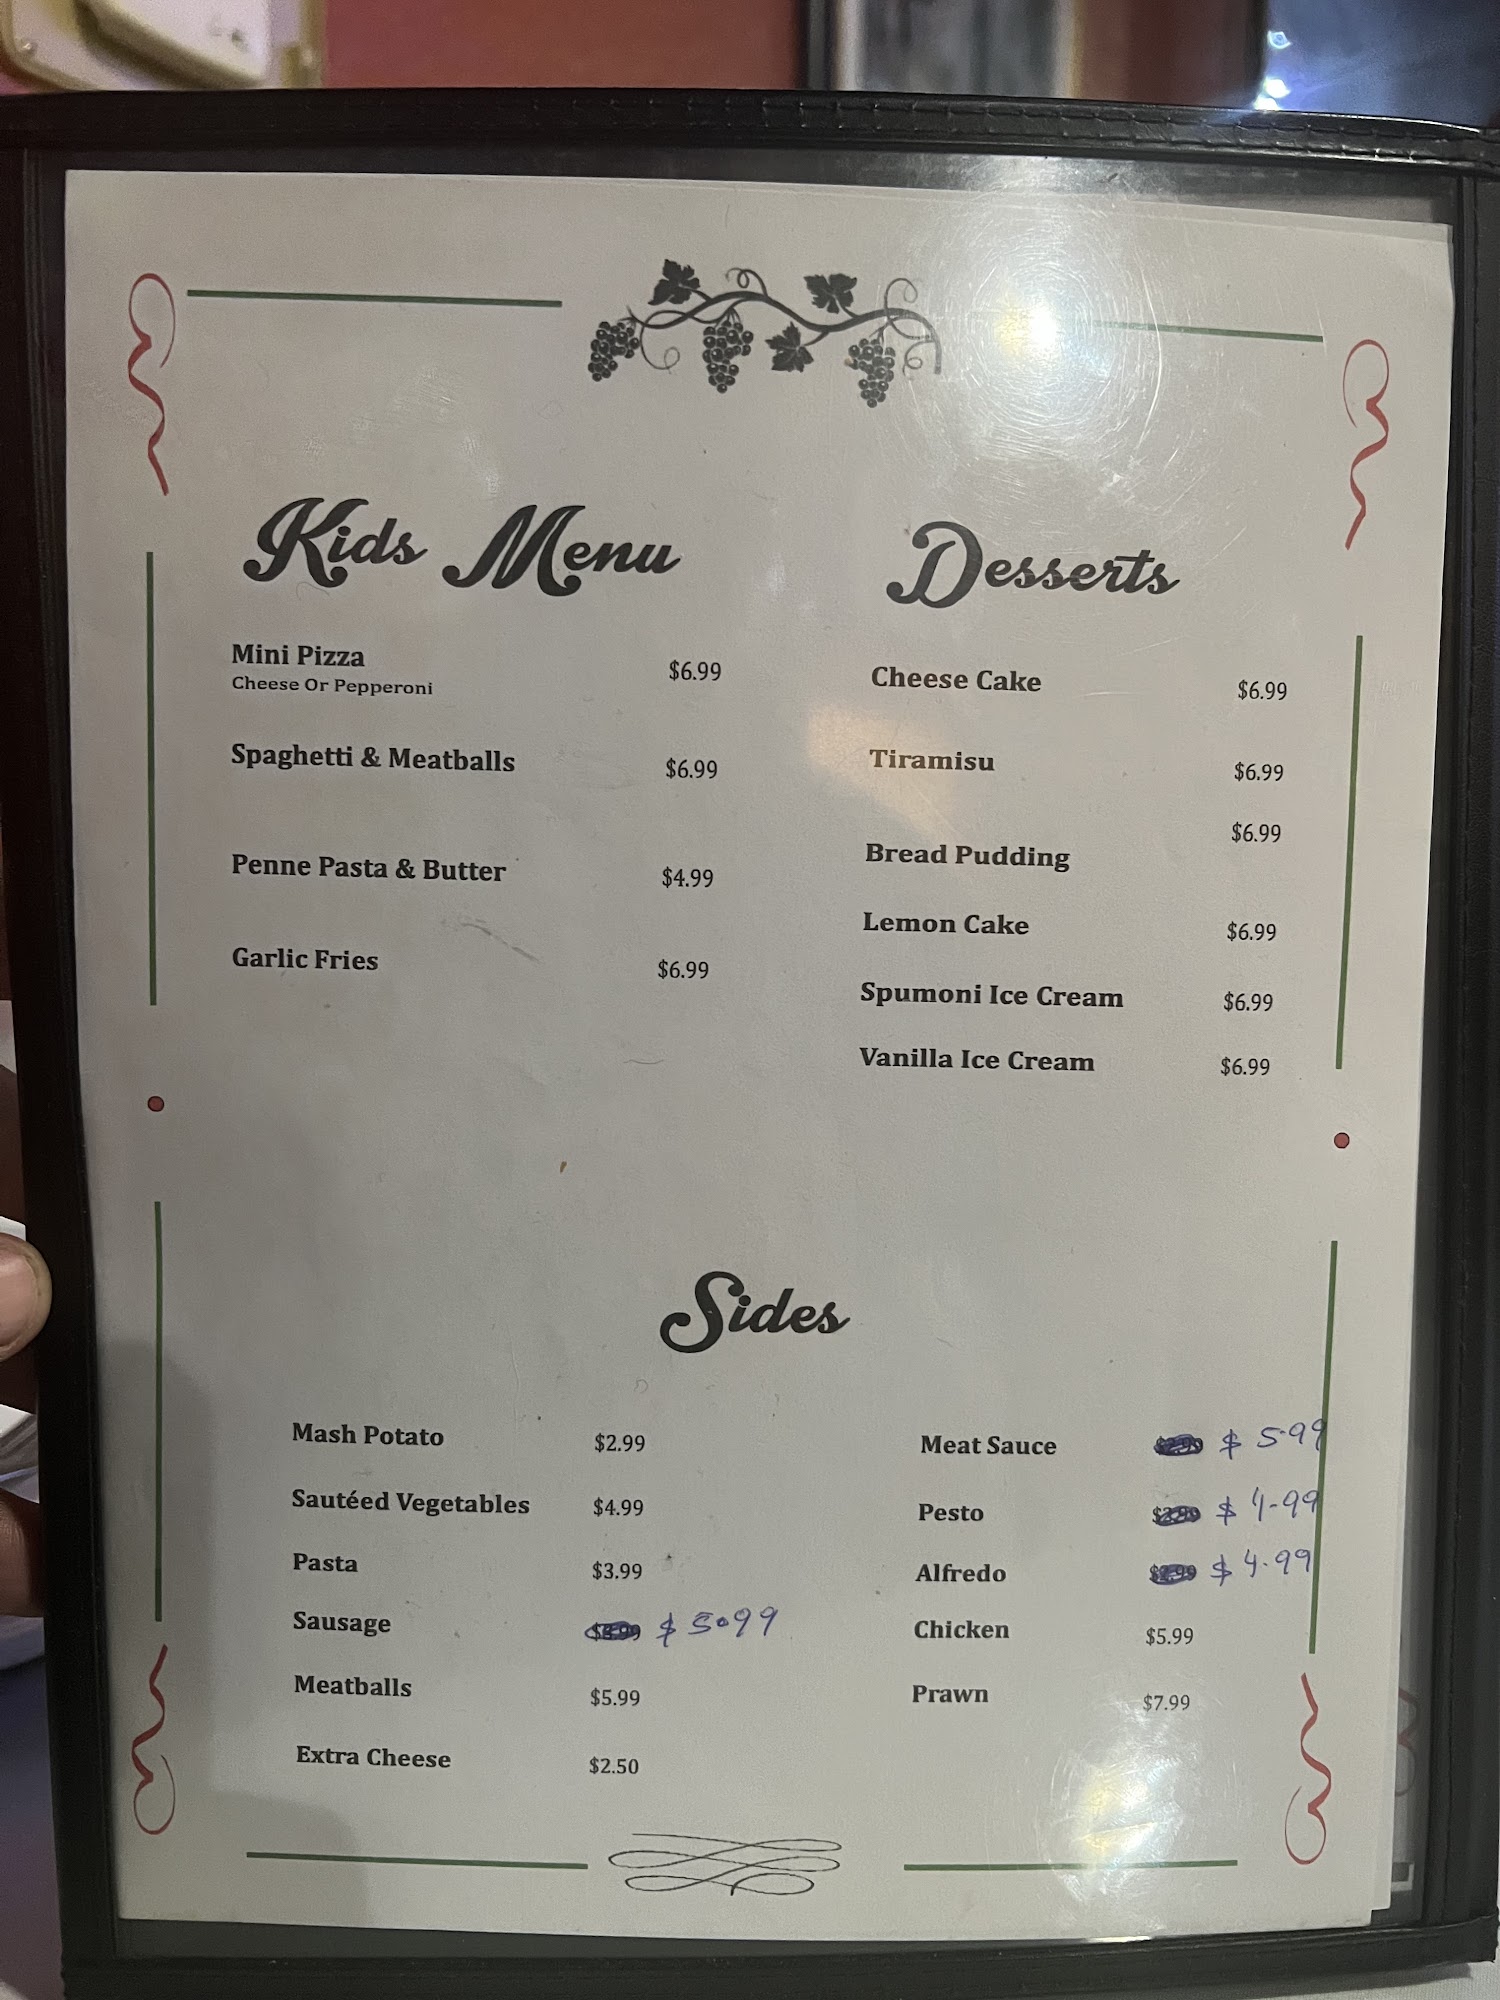 Kids Menu
Mini Pizza $6.99
Cheese Or Pepperoni
Spaghetti & Meatballs $6.99
Penne Pasta & Butter $4.99
Garlic Fries $6.99
Desserts
Cheese Cake $6.99
Tiramisu $6.99
Bread Pudding $6.99
Lemon Cake $6.99
Spumoni Ice Cream $6.99
Vanilla Ice Cream $6.99
Sides
Mash Potato $2.99
Sautéed Vegetables $4.99
Pasta $3.99
Sausage $5.99
Meatballs $5.99
Extra Cheese $2.50
Meat Sauce $5.99
Pesto $4.99
Alfredo $4.99
Chicken $5.99
Prawn $7.99